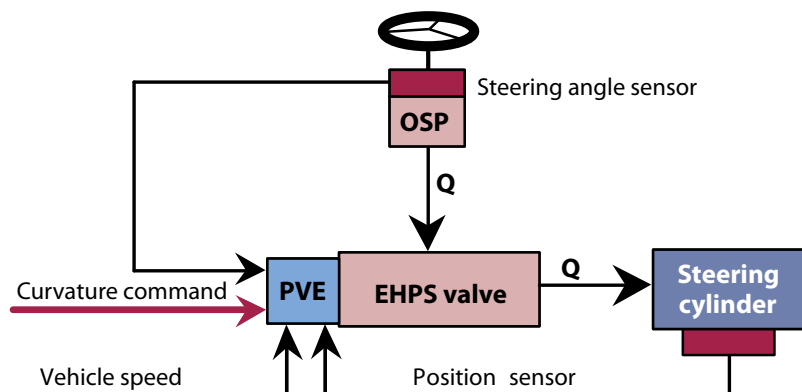 Steering angle sensor
OSP
Q
Curvature command
PVE
EHPS valve
Q
Steering
cylinder
Vehicle speed
Position sensor